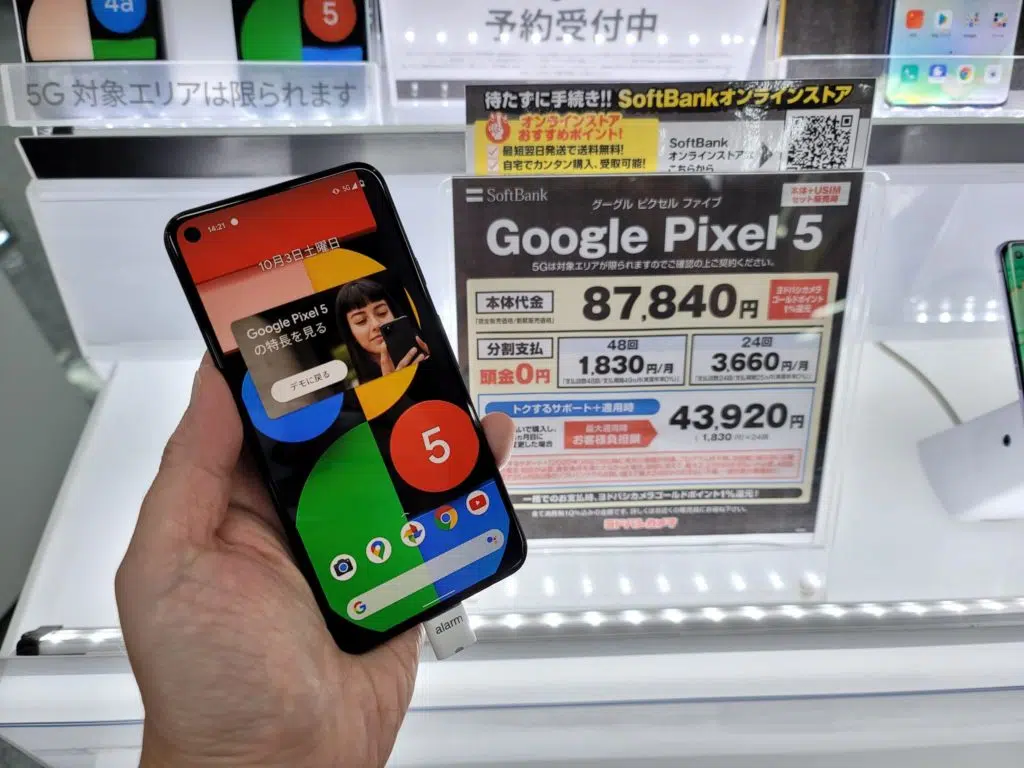 4a
5
予約受付中
5G 対象エリアは限られます
待たずに手続き!! SoftBankオンラインストア
オンラインストア
おすすめポイント!
最短翌日発送で送料無料!
自宅でカンタン購入、受取可能!
SoftBank
オンラインストアは
こちらから
SoftBank
グーグル ピクセル ファイブ
本体+USIM
セット販売時
Google Pixel 5
5Gは対象エリアが限られますのでご確認の上ご契約ください。
本体代金
87,840円
ヨドバシカメラ
ゴールドポイント
1%還元
分割支払
頭金0円
48回
1,830円/月
24回
3,660円/月
トクするサポート+適用時
いで購入し、
最大適用時
お客様負担額
43,920円
(1,830円×24回
一括でのお支払時、ヨドバシカメラゴールドポイント1%還元!
ヨドバシカメラ
14:21
5G
10月3日土曜日
Google Pixel 5
の特長を見る
デモに戻る
5
G
alarm